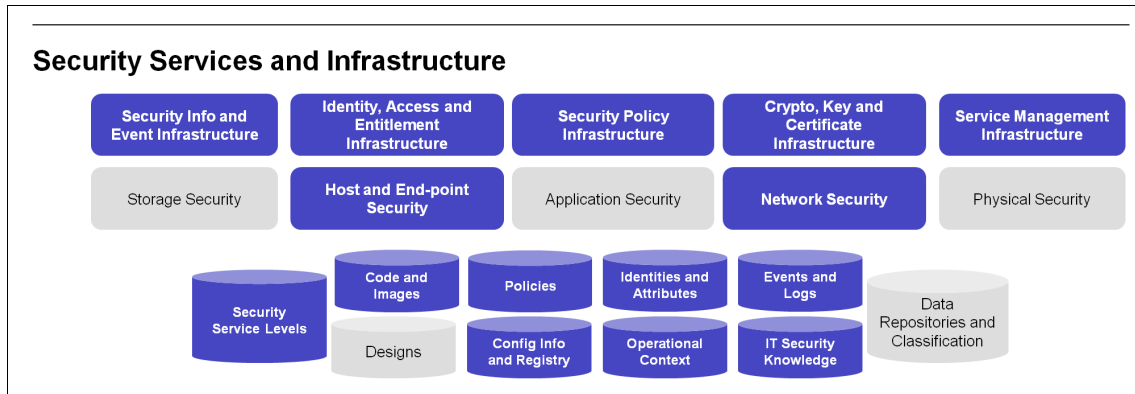 Security Services and Infrastructure
Security Info and
Event Infrastructure
Identity, Access and
Entitlement
Infrastructure
Security Policy
Infrastructure
Crypto, Key and
Certificate
Infrastructure
Service Management
Infrastructure
Storage Security
Host and End-point
Security
Application Security
Network Security
Physical Security
Security
Service Levels
Code and
Images
Policies
Identities and
Attributes
Events and
Logs
Data
Repositories and
Classification
Designs
Config Info
and Registry
Operational
Context
IT Security
Knowledge